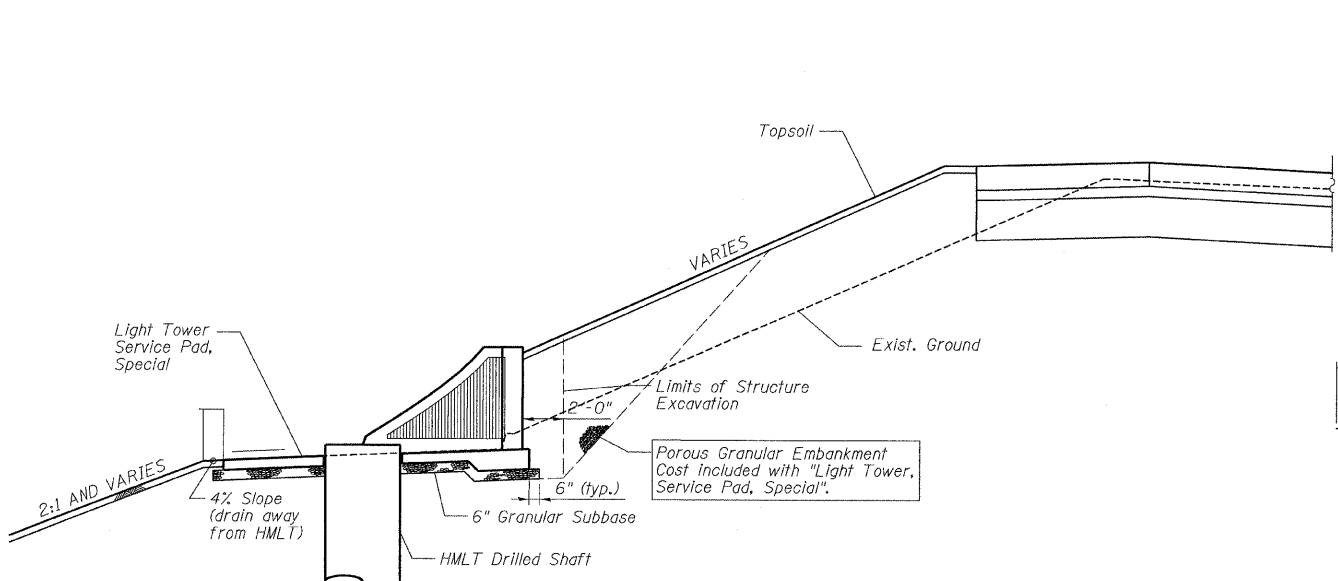 Topsoil
VARIES
Light Tower
Service Pad,
Special
Exist. Ground
Limits of Structure
Excavation
2'-0"
Porous Granular Embankment
Cost included with "Light Tower,
Service Pad, Special".
2:1 AND VARIES
6" (typ.)
4% Slope
(drain away
from HMLT)
6" Granular Subbase
HMLT Drilled Shaft